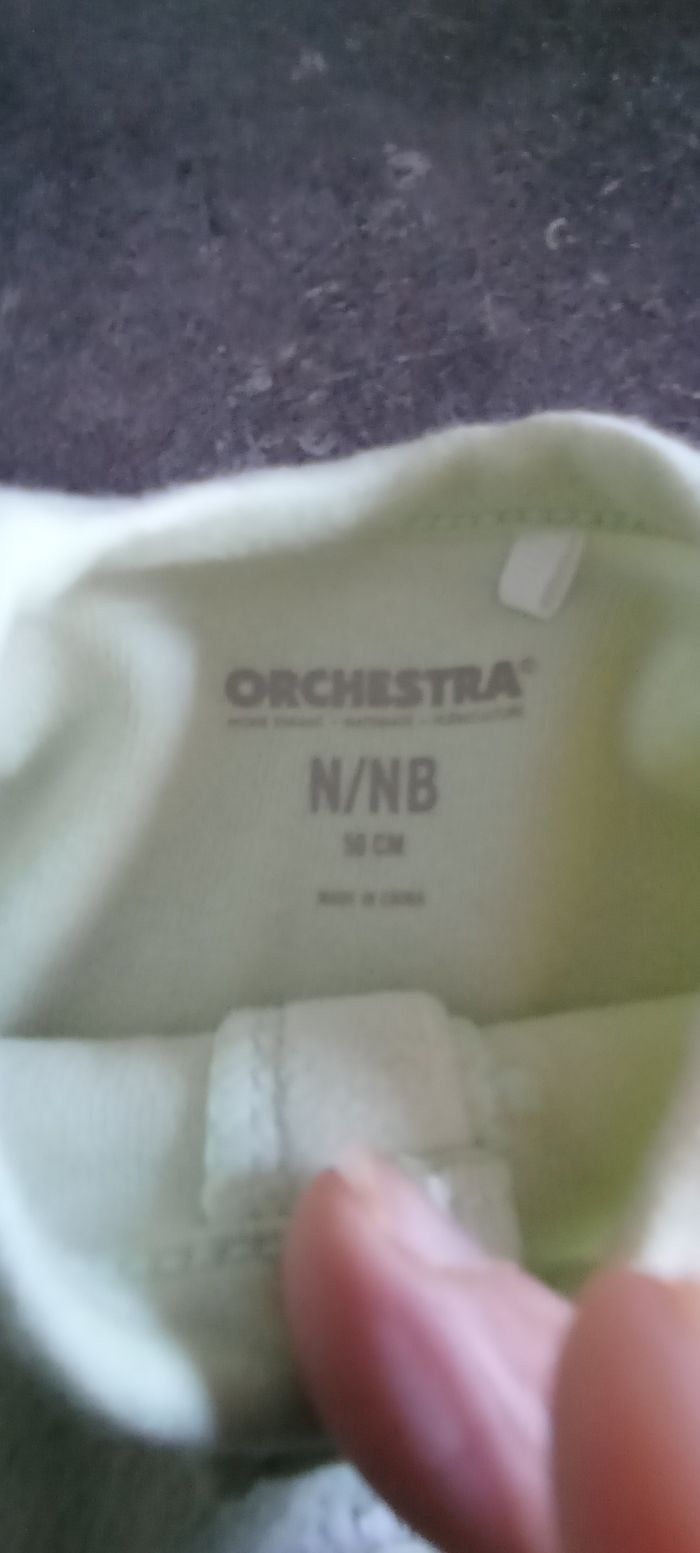 ORCHESTRA®
N/NB
50 CM
MADE IN CHINA